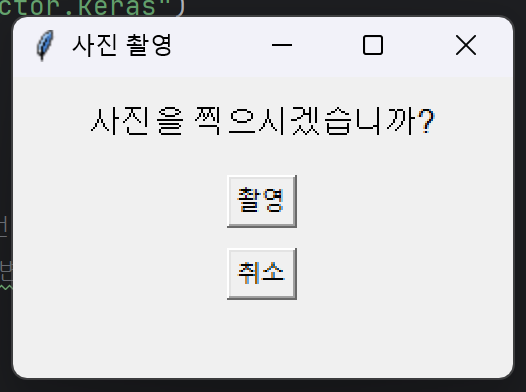 ctor.keras")
사진 촬영
사진을 찍으시겠습니까?
촬영
취소